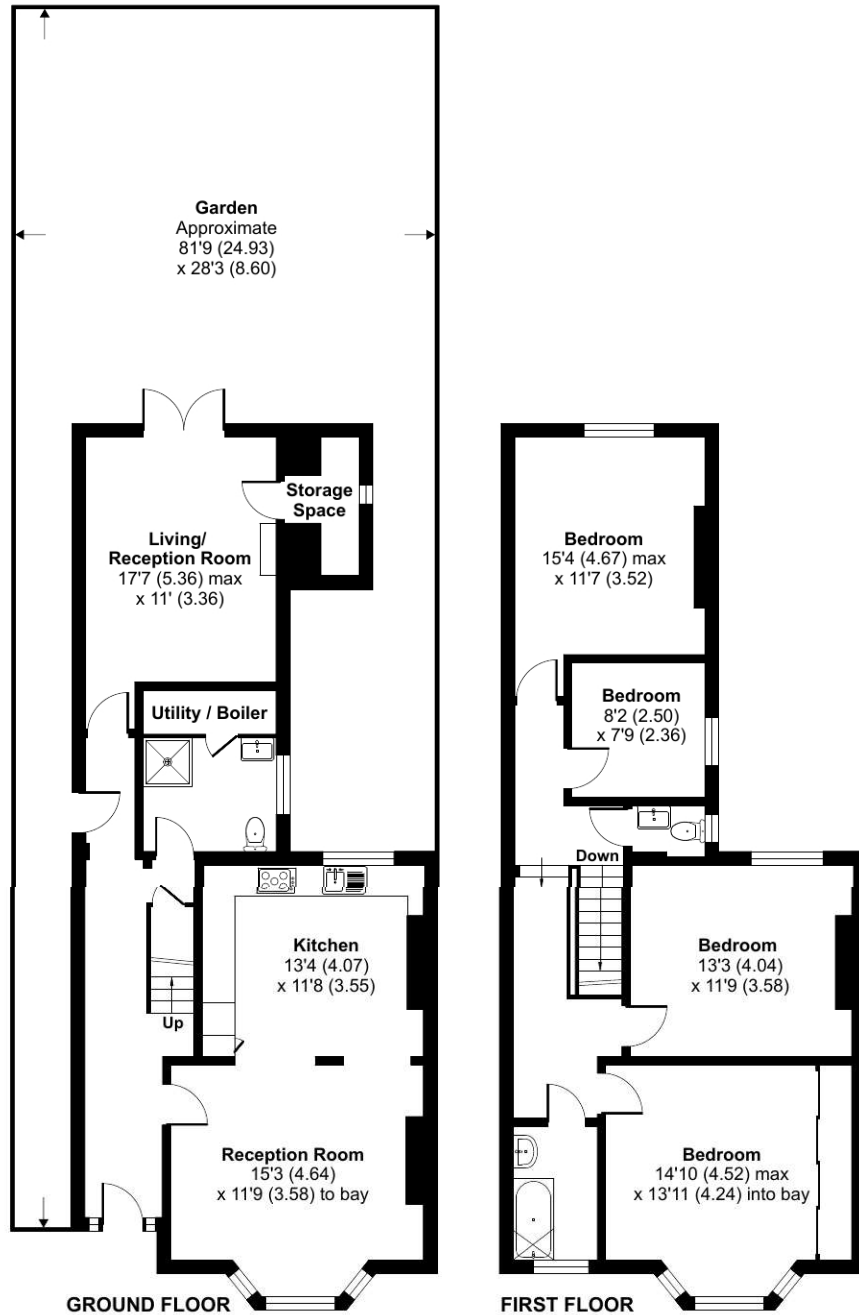 Garden
Approximate
81'9 (24.93)
x 28'3 (8.60)
Storage
Space
Living/
Reception Room
17'7 (5.36) max
x 11' (3.36)
Utility / Boiler
Kitchen
13'4 (4.07)
x 11'8 (3.55)
Up
Reception Room
15'3 (4.64)
x 11'9 (3.58) to bay
GROUND FLOOR
Bedroom
15'4 (4.67) max
x 11'7 (3.52)
Bedroom
8'2 (2.50)
x 7'9 (2.36)
Down
Bedroom
13'3 (4.04)
x 11'9 (3.58)
Bedroom
14'10 (4.52) max
x 13'11 (4.24) into bay
FIRST FLOOR